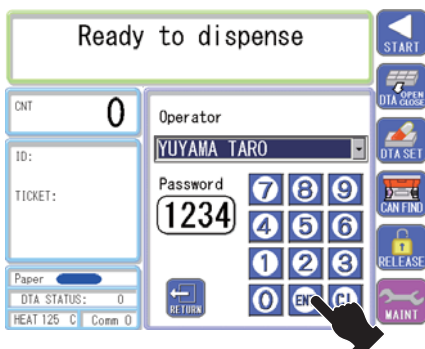 Ready to dispense
START
DTA OPEN CLOSE
CNT 0
Operator
YUYAMA TARO
DTA SET
ID:
TICKET:
Password
1234
7 8 9
4 5 6
1 2 3
0 ENT
CAN FIND
RELEASE
MAINT
RETURN
Paper
DTA STATUS: 0
HEAT 125 C Comm 0